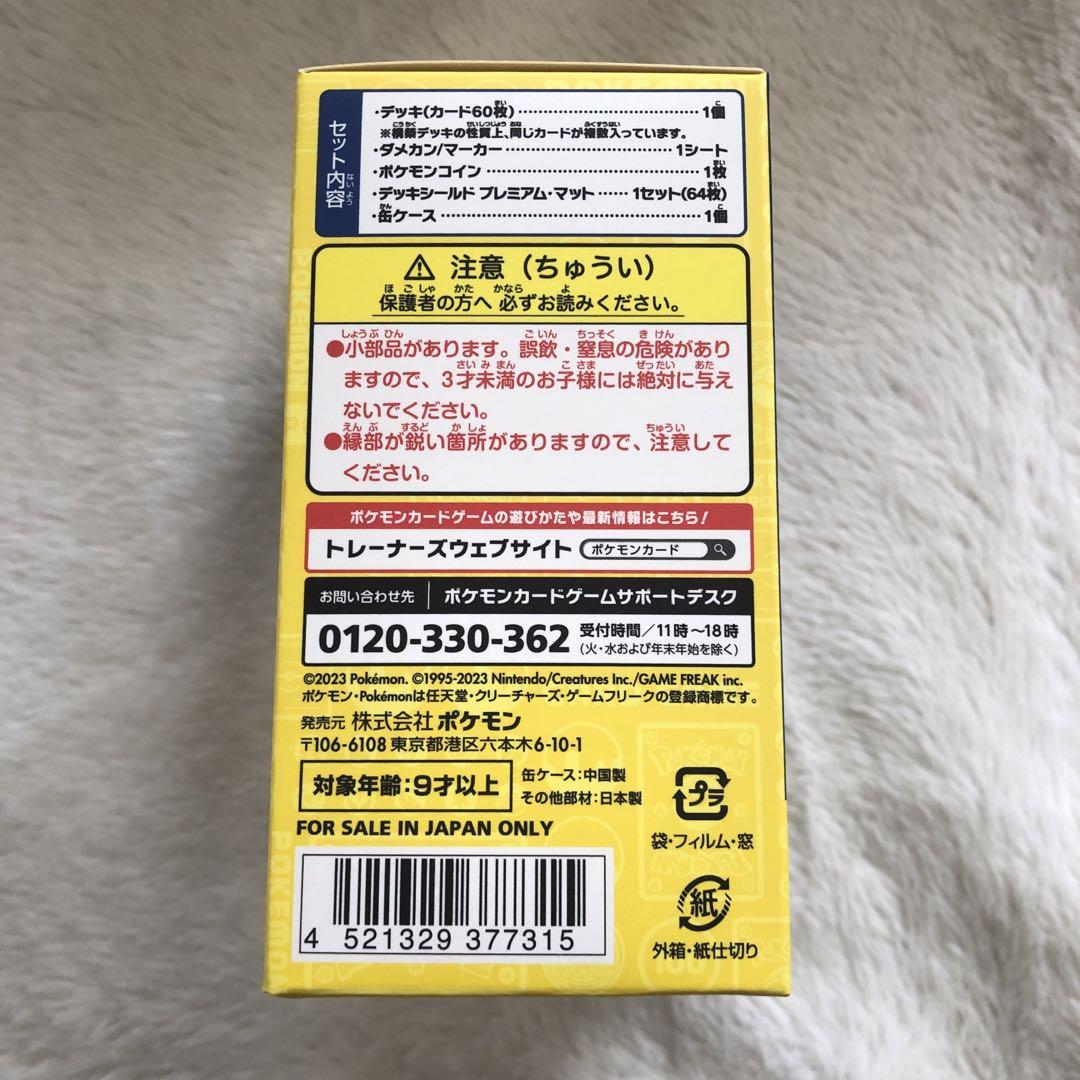 セット内容
・デッキ(カード60枚)……1個
※構築デッキの性質上、同じカードが複数入っています。
・ダメカン/マーカー……1シート
・ポケモンコイン……1枚
・デッキシールド プレミアム・マット……1セット(64枚)
・缶ケース……1個
⚠ 注意（ちゅうい）
保護者の方へ 必ずお読みください。
●小部品があります。誤飲・窒息の危険があり
ますので、3才未満のお子様には絶対に与え
ないでください。
●縁部が鋭い箇所がありますので、注意して
ください。
ポケモンカードゲームの遊びかたや最新情報はこちら!
トレーナーズウェブサイト ポケモンカード
お問い合わせ先 ポケモンカードゲームサポートデスク
0120-330-362 受付時間/11時～18時
(火・水および年末年始を除く)
©2023 Pokémon. ©1995-2023 Nintendo/Creatures Inc./GAME FREAK inc.
ポケモン・Pokémonは任天堂・クリーチャーズ・ゲームフリークの登録商標です。
発売元 株式会社ポケモン
〒106-6108 東京都港区六本木6-10-1
対象年齢:9才以上
缶ケース:中国製
その他部材:日本製
FOR SALE IN JAPAN ONLY
プラ
袋・フィルム・窓
紙
外箱・紙仕切り
4 521329 377315